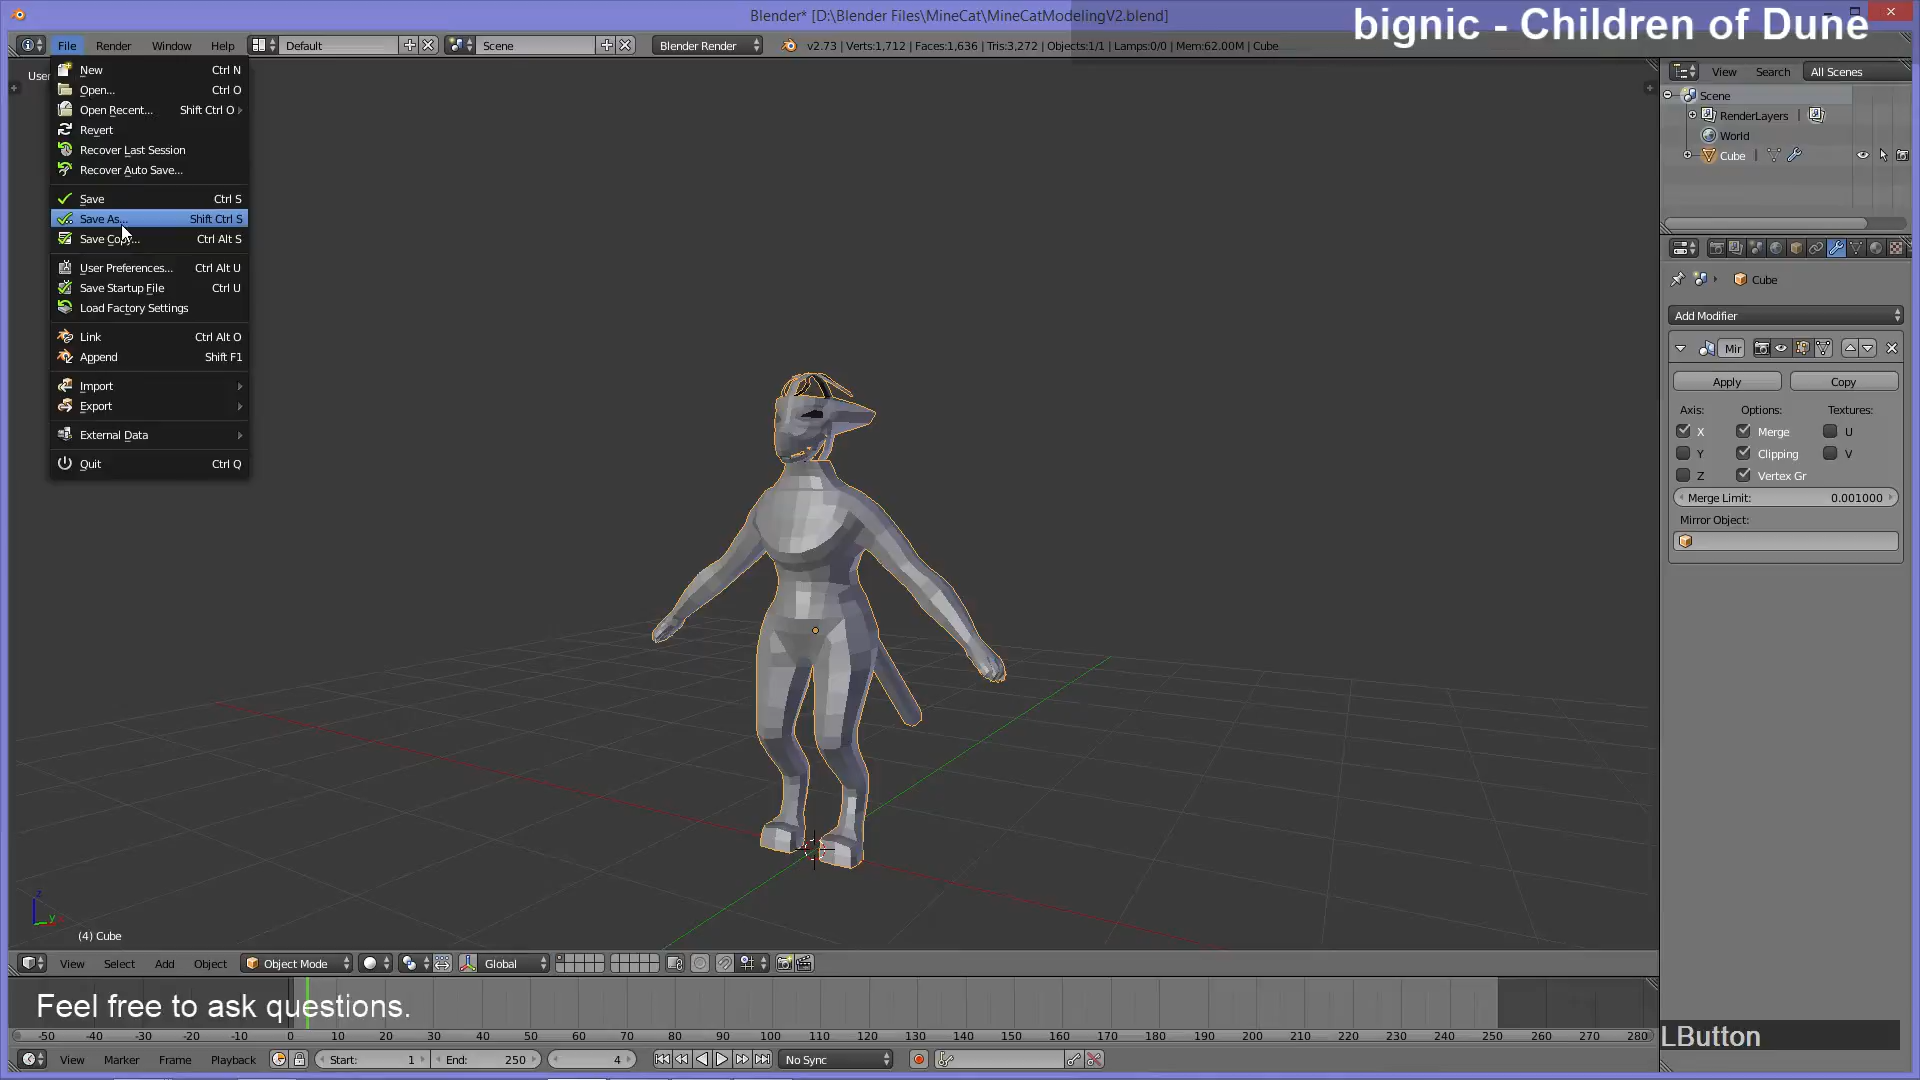 Blender* [D:\Blender Files\MineCat\MineCatModelingV2.blend]
bignic - Children of Dune
File Render Window Help Default Scene Blender Render v2.73 | Verts:1,712 | Faces:1,636 | Tris:3,272 | Objects:1/1 | Lamps:0/0 | Mem:62.00M | Cube
User
New Ctrl N
Open... Ctrl O
Open Recent... Shift Ctrl O
Revert
Recover Last Session
Recover Auto Save...
Save Ctrl S
Save As... Shift Ctrl S
Save Copy... Ctrl Alt S
User Preferences... Ctrl Alt U
Save Startup File Ctrl U
Load Factory Settings
Link Ctrl Alt O
Append Shift F1
Import
Export
External Data
Quit Ctrl Q
View Search All Scenes
Scene
RenderLayers
World
Cube
Cube
Add Modifier
Mir
Apply Copy
Axis: Options: Textures:
X Merge U
Y Clipping V
Z Vertex Gr
Merge Limit: 0.001000
Mirror Object:
z
y
(4) Cube
View Select Add Object Object Mode Global
Feel free to ask questions.
-50 -40 -30 -20 -10 0 10 20 30 40 50 60 70 80 90 100 110 120 130 140 150 160 170 180 190 200 210 220 230 240 250 260 270 280
LButton
View Marker Frame Playback Start: 1 End: 250 4 No Sync